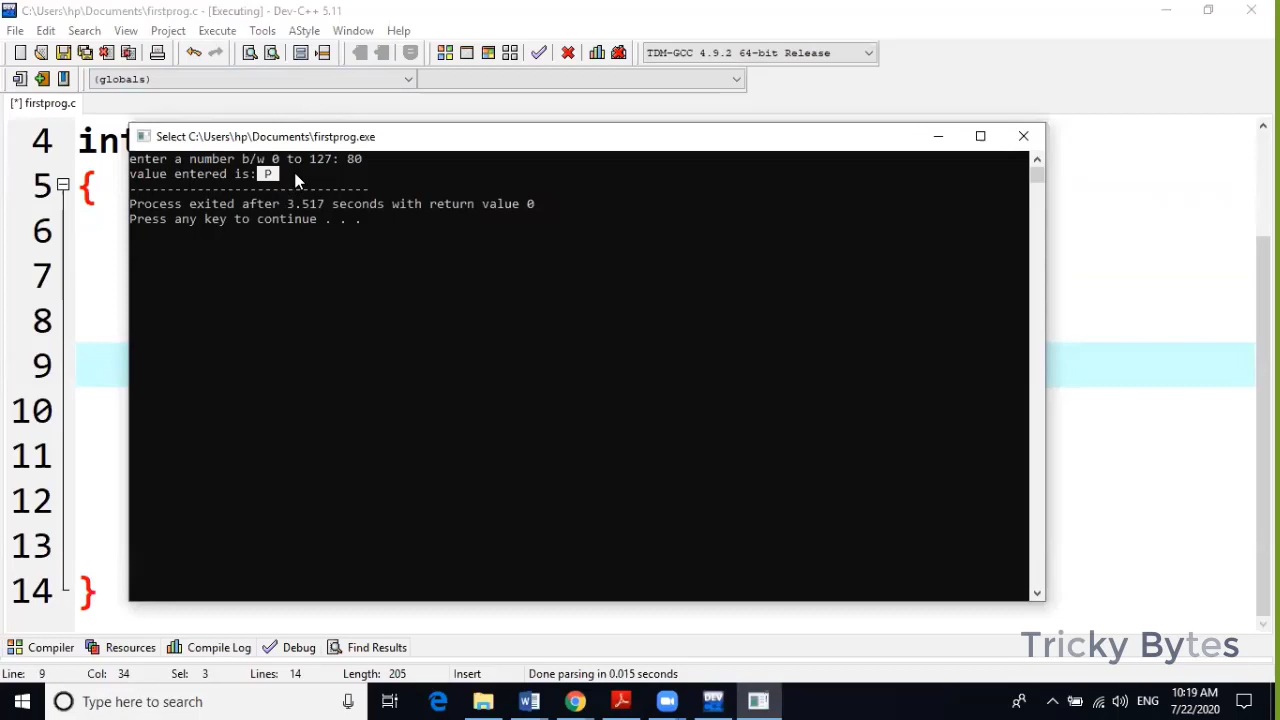 C:\Users\hp\Documents\firstprog.c - [Executing] - Dev-C++ 5.11
File Edit Search View Project Execute Tools AStyle Window Help
TDM-GCC 4.9.2 64-bit Release
(globals)
[*] firstprog.c
4 int
5 {
6
7
8
9
10
11
12
13
14 }
Select C:\Users\hp\Documents\firstprog.exe
enter a number b/w 0 to 127: 80
value entered is: P
--------------------------------
Process exited after 3.517 seconds with return value 0
Press any key to continue . . .
Tricky Bytes
Compiler Resources Compile Log Debug Find Results
Line: 9 Col: 34 Sel: 3 Lines: 14 Length: 205 Insert Done parsing in 0.015 seconds
Type here to search
DEV
ENG
10:19 AM
7/22/2020